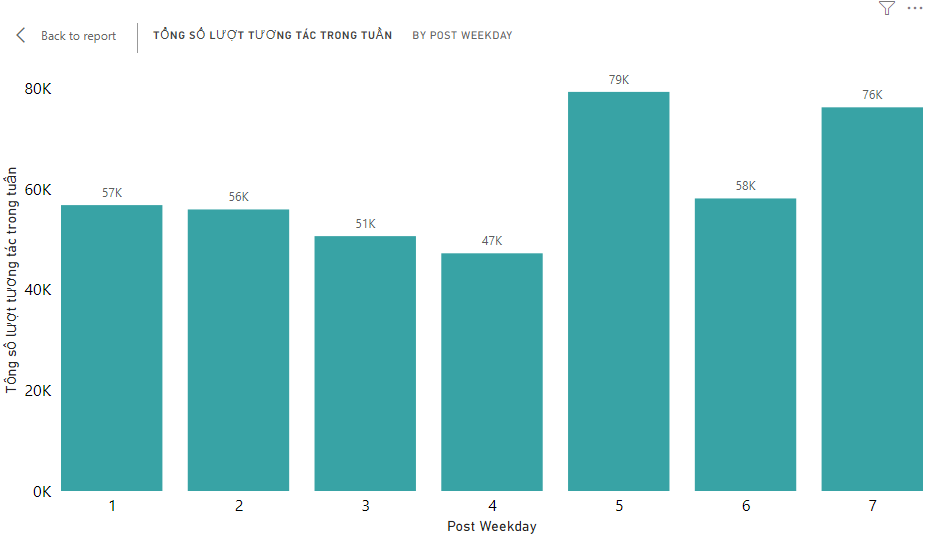 Back to report
TỔNG SỐ LƯỢT TƯƠNG TÁC TRONG TUẦN BY POST WEEKDAY
Tổng số lượt tương tác trong tuần
80K
60K
40K
20K
0K
57K
56K
51K
47K
79K
58K
76K
1 2 3 4 5 6 7
Post Weekday